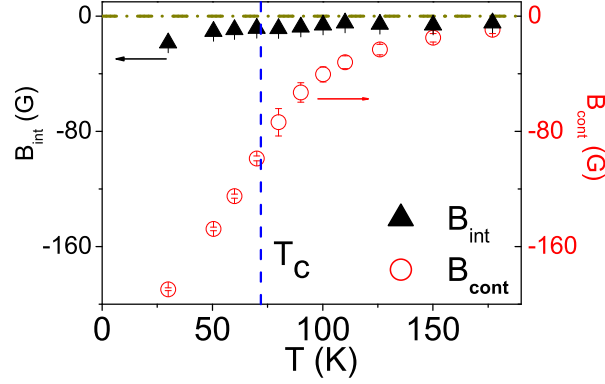 0
-80
-160
B_int (G)
0
-80
-160
B_cont (G)
T_C
B_int
B_cont
0 50 100 150
T (K)